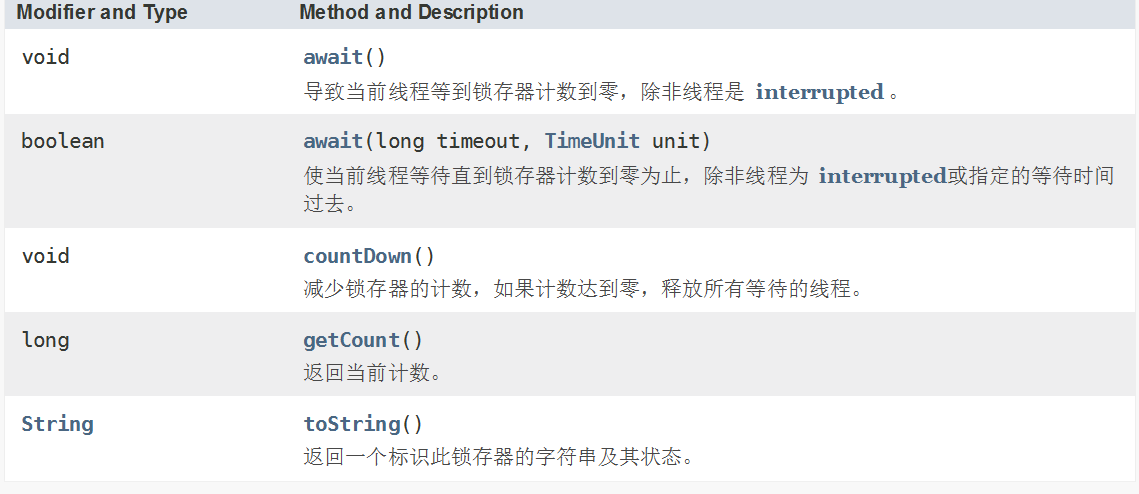 Modifier and Type Method and Description
void await()
导致当前线程等到锁存器计数到零，除非线程是 interrupted 。
boolean await(long timeout, TimeUnit unit)
使当前线程等待直到锁存器计数到零为止，除非线程为 interrupted或指定的等待时间
过去。
void countDown()
减少锁存器的计数，如果计数达到零，释放所有等待的线程。
long getCount()
返回当前计数。
String toString()
返回一个标识此锁存器的字符串及其状态。